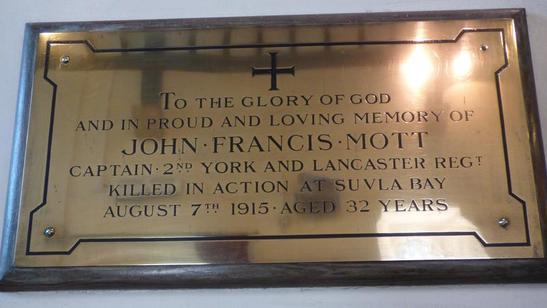 TO THE GLORY OF GOD
AND IN PROUD AND LOVING MEMORY OF
JOHN · FRANCIS · MOTT
CAPTAIN · 2ND YORK AND LANCASTER REGT
KILLED IN ACTION AT SUVLA BAY
AUGUST 7TH 1915 · AGED 32 YEARS